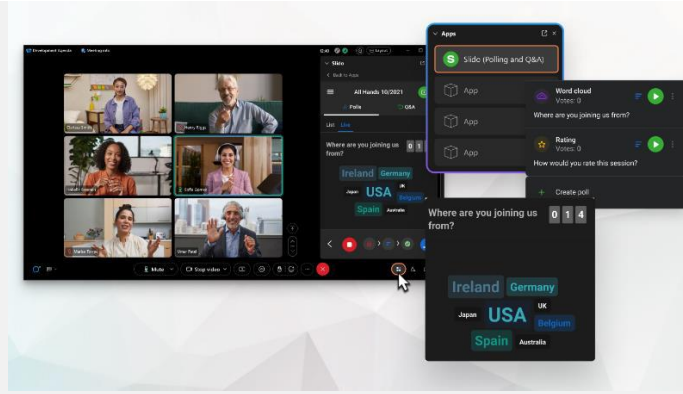 Slido
Back to Apps
All Hands 10/2021
Polls
Q&A
List Live
Where are you joining us
from?
0 1
Ireland Germany
Japan USA UK
Belgium
Spain Australia
Mute
Stop video
Apps
Slido (Polling and Q&A)
App
App
App
Word cloud
Votes: 0
Where are you joining us from?
Rating
Votes: 0
How would you rate this session?
+ Create poll
Where are you joining us
from?
0 1 4
Ireland Germany
Japan USA UK
Belgium
Spain Australia